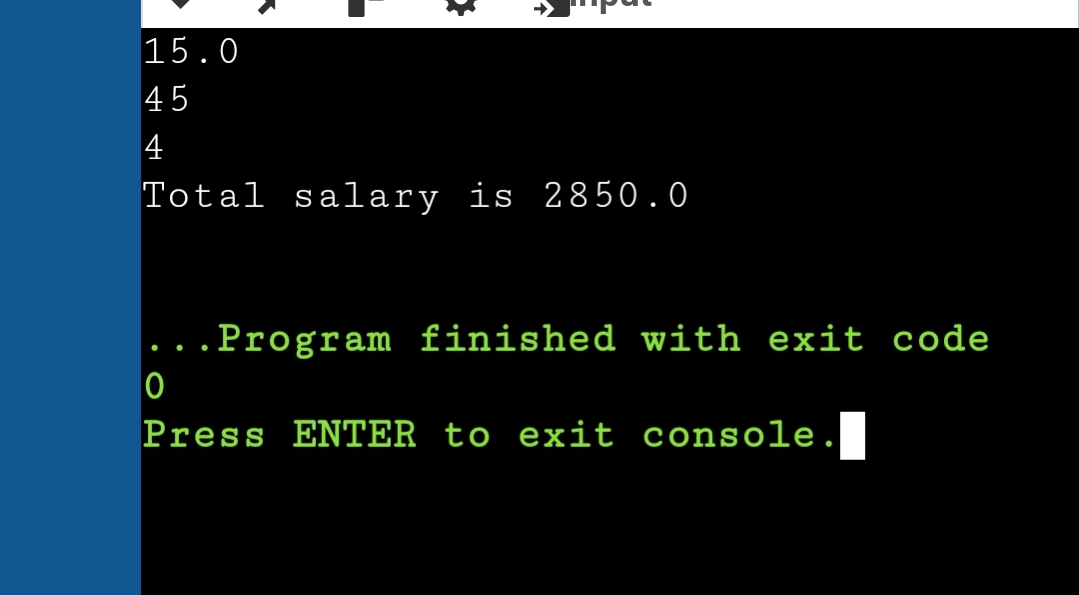 Input
15.0
45
4
Total salary is 2850.0
...Program finished with exit code
0
Press ENTER to exit console.